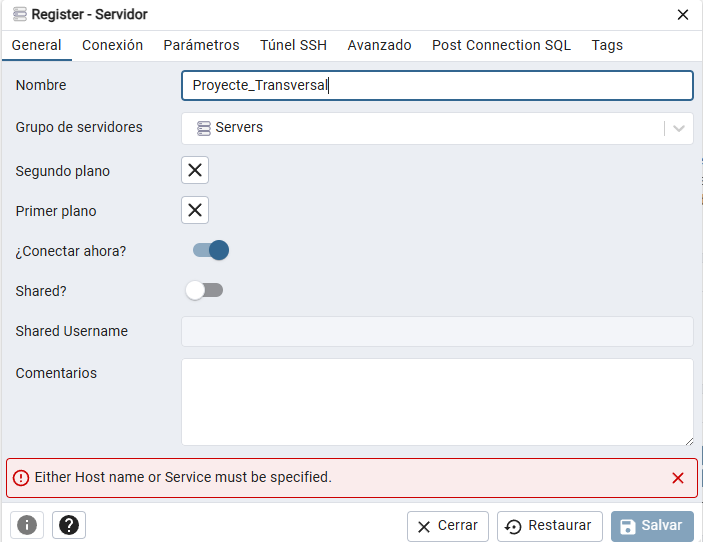 Register - Servidor
General Conexión Parámetros Túnel SSH Avanzado Post Connection SQL Tags
Nombre Proyecte_Transversal
Grupo de servidores Servers
Segundo plano
Primer plano
¿Conectar ahora?
Shared?
Shared Username
Comentarios
Either Host name or Service must be specified.
Cerrar Restaurar Salvar